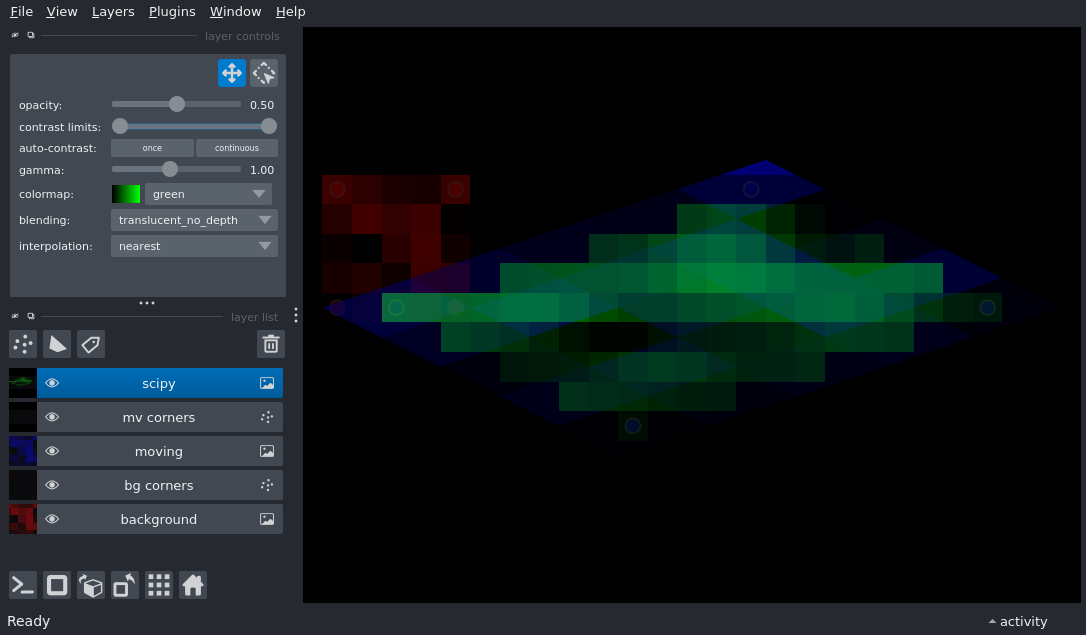 File View Layers Plugins Window Help
layer controls
opacity: 0.50
contrast limits:
auto-contrast: once continuous
gamma: 1.00
colormap: green
blending: translucent_no_depth
interpolation: nearest
layer list
scipy
mv corners
moving
bg corners
background
Ready
activity